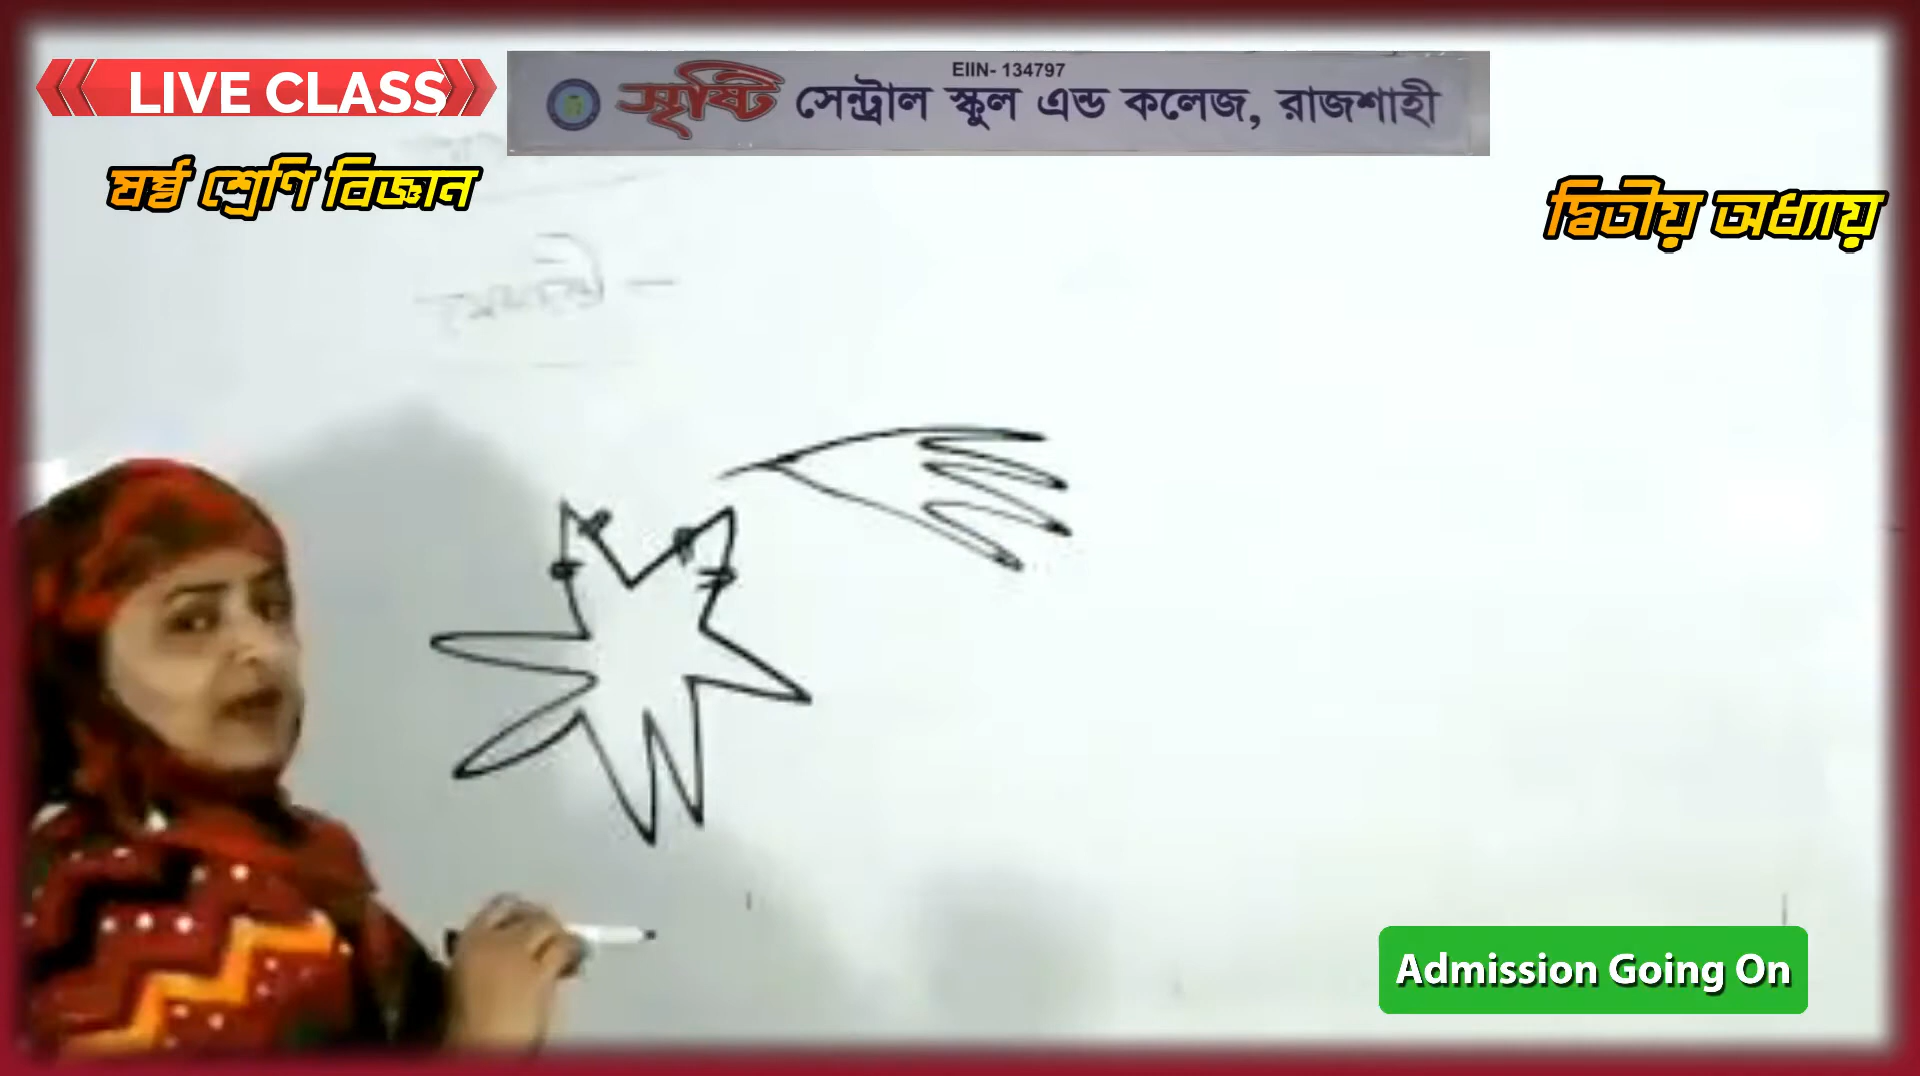 LIVE CLASS
EIIN- 134797
সৃষ্টি সেন্ট্রাল স্কুল এন্ড কলেজ, রাজশাহী
ষষ্ঠ শ্রেণি বিজ্ঞান
দ্বিতীয় অধ্যায়
Admission Going On